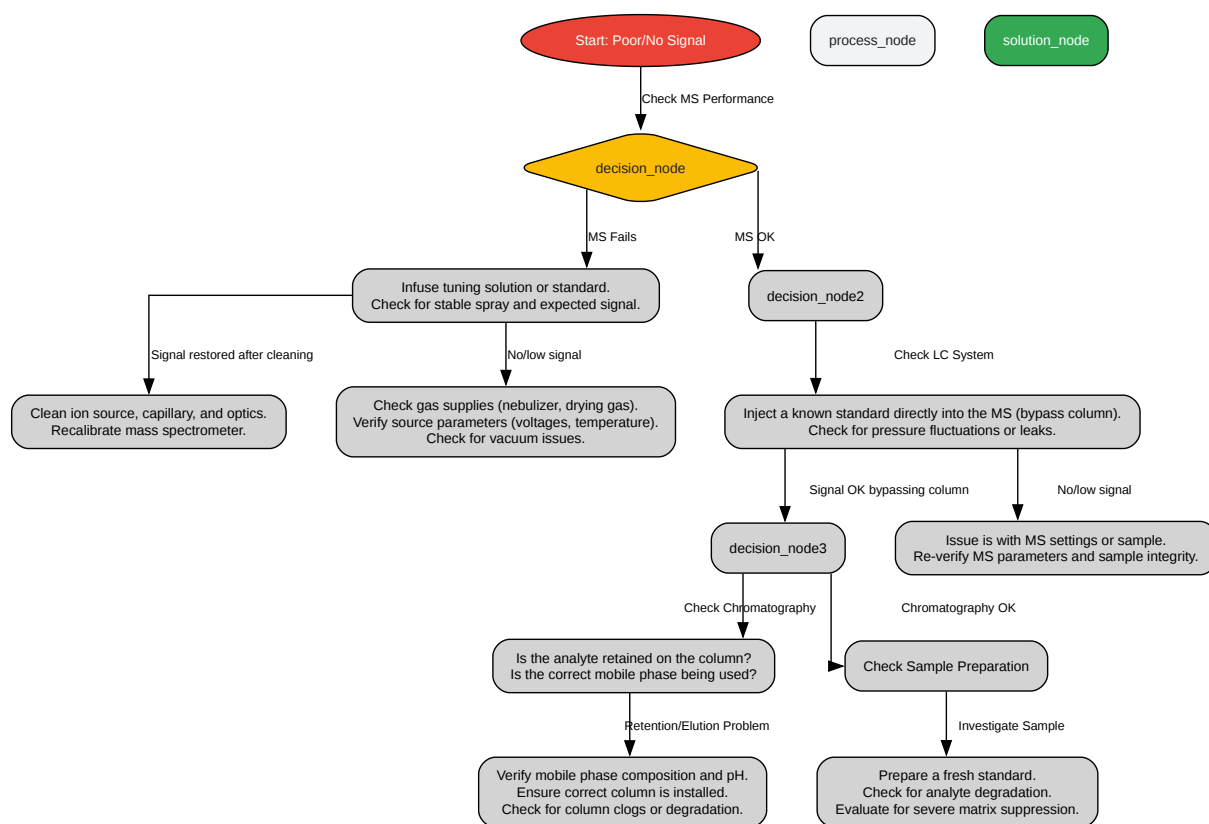 Start: Poor/No Signal
process_node
solution_node
Check MS Performance
decision_node
MS Fails
MS OK
Infuse tuning solution or standard.
Check for stable spray and expected signal.
decision_node2
Signal restored after cleaning
No/low signal
Check LC System
Clean ion source, capillary, and optics.
Recalibrate mass spectrometer.
Check gas supplies (nebulizer, drying gas).
Verify source parameters (voltages, temperature).
Check for vacuum issues.
Inject a known standard directly into the MS (bypass column).
Check for pressure fluctuations or leaks.
Signal OK bypassing column
No/low signal
decision_node3
Issue is with MS settings or sample.
Re-verify MS parameters and sample integrity.
Check Chromatography
Chromatography OK
Is the analyte retained on the column?
Is the correct mobile phase being used?
Check Sample Preparation
Retention/Elution Problem
Investigate Sample
Verify mobile phase composition and pH.
Ensure correct column is installed.
Check for column clogs or degradation.
Prepare a fresh standard.
Check for analyte degradation.
Evaluate for severe matrix suppression.